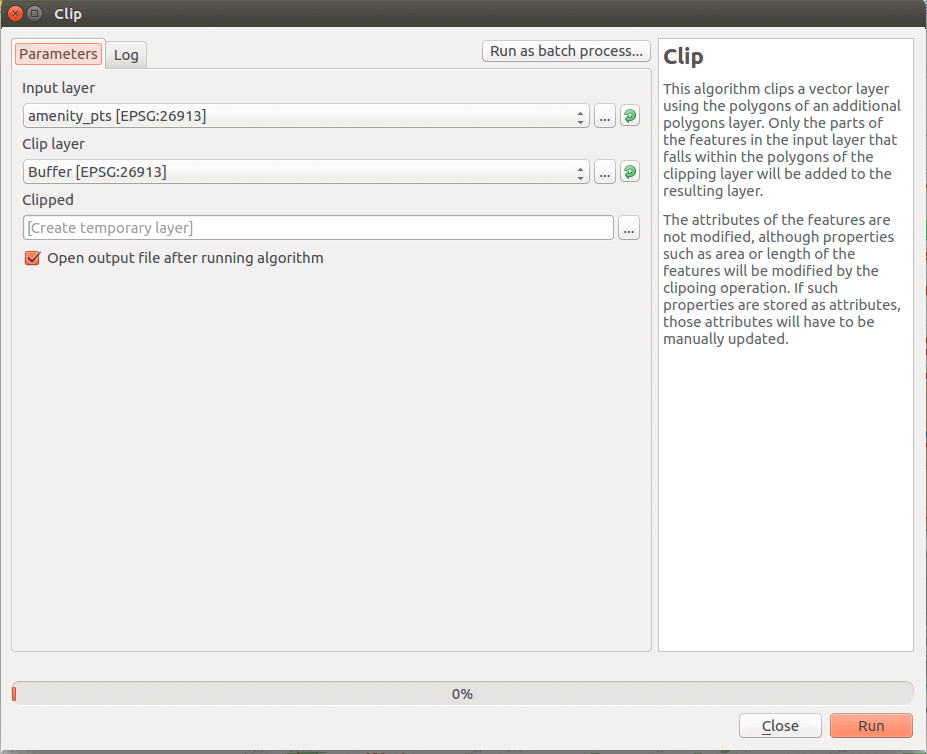 Clip
Parameters
Log
Run as batch process...
Input layer
amenity_pts [EPSG:26913]
...
Clip layer
Buffer [EPSG:26913]
...
Clipped
[Create temporary layer]
...
Open output file after running algorithm
Clip
This algorithm clips a vector layer
using the polygons of an additional
polygons layer. Only the parts of
the features in the input layer that
falls within the polygons of the
clipping layer will be added to the
resulting layer.
The attributes of the features are
not modified, although properties
such as area or length of the
features will be modified by the
clipoing operation. If such
properties are stored as attributes,
those attributes will have to be
manually updated.
0%
Close
Run